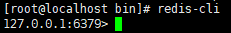 [root@localhost bin]# redis-cli
127.0.0.1:6379>